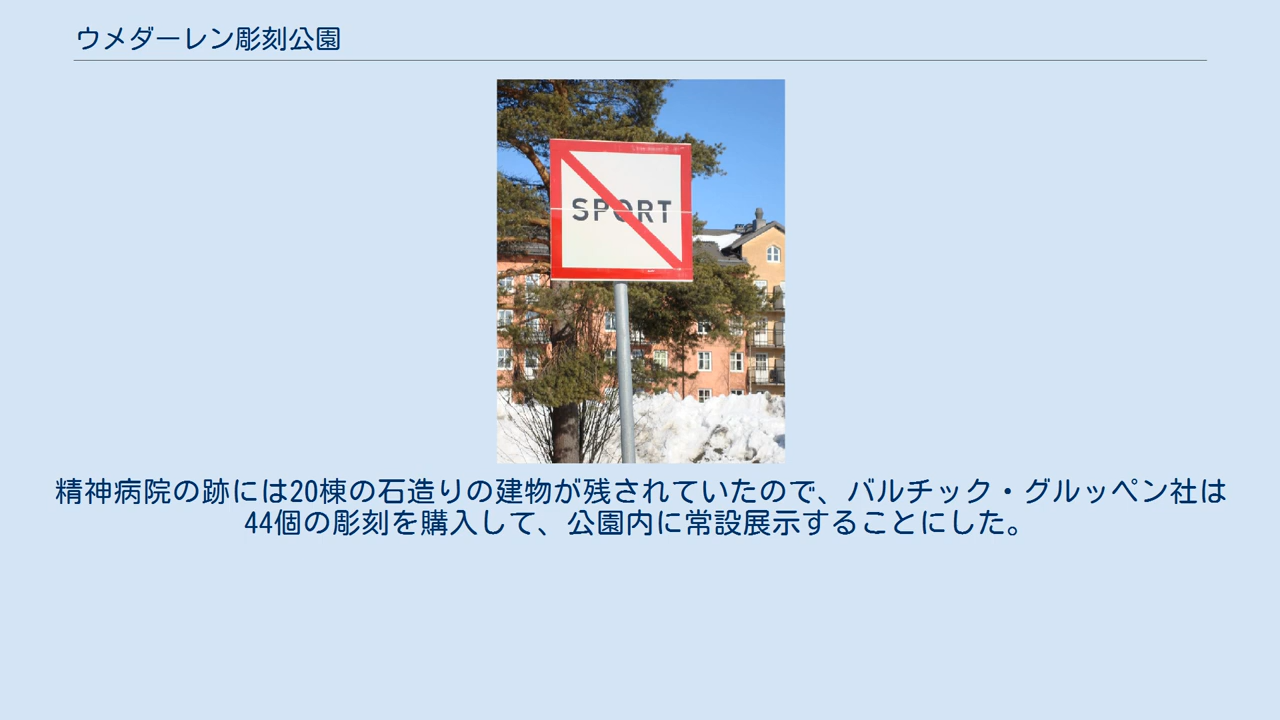 ウメダーレン彫刻公園
SPORT
精神病院の跡には20棟の石造りの建物が残されていたので、バルチック・グルッペン社は
44個の彫刻を購入して、公園内に常設展示することにした。